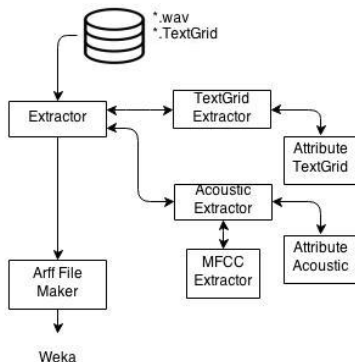 *.wav
*.TextGrid
Extractor
TextGrid
Extractor
Attribute
TextGrid
Acoustic
Extractor
MFCC
Extractor
Attribute
Acoustic
Arff File
Maker
Weka